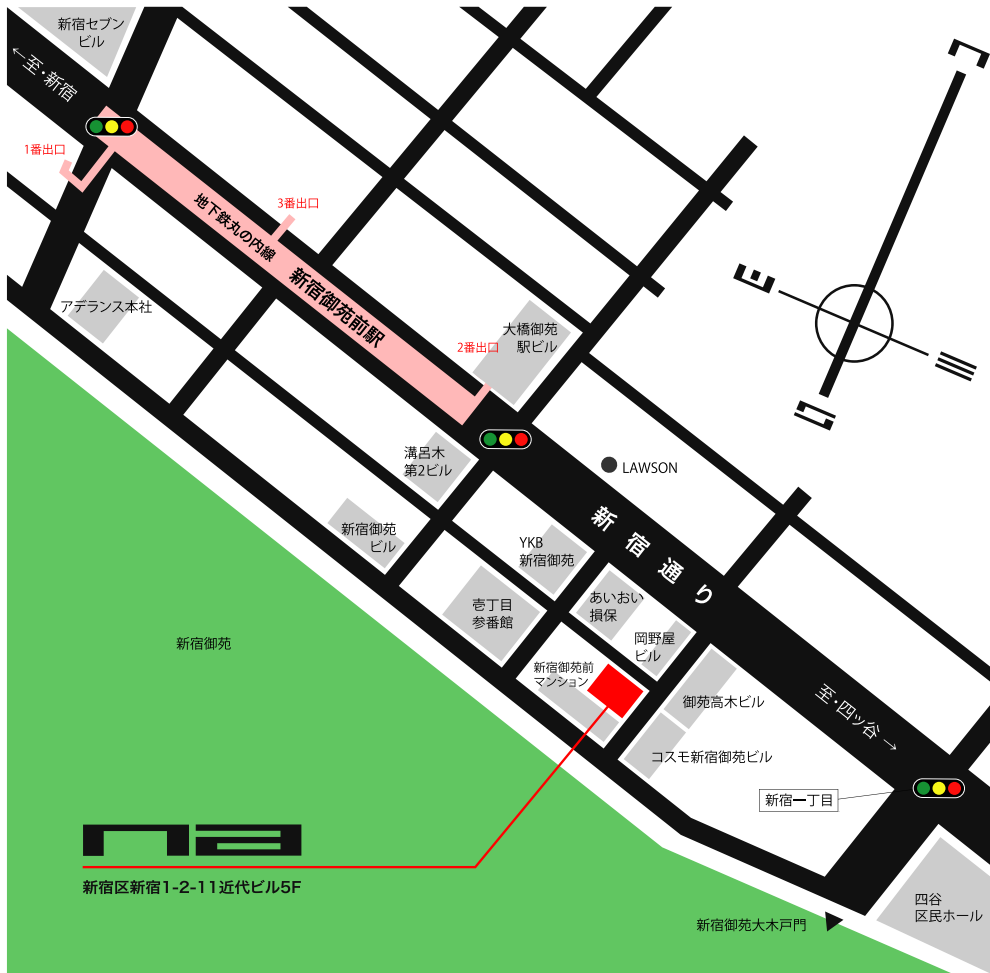 新宿セブン
ビル
←至・新宿
1番出口
3番出口
地下鉄丸の内線 新宿御苑前駅
アデランス本社
2番出口
大橋御苑
駅ビル
溝呂木
第2ビル
LAWSON
新宿御苑
ビル
YKB
新宿御苑
新宿通り
壱丁目
参番館
あいおい
損保
岡野屋
ビル
新宿御苑
新宿御苑前
マンション
御苑高木ビル
至・四ッ谷→
コスモ新宿御苑ビル
新宿一丁目
na
新宿区新宿1-2-11近代ビル5F
四谷
区民ホール
新宿御苑大木戸門